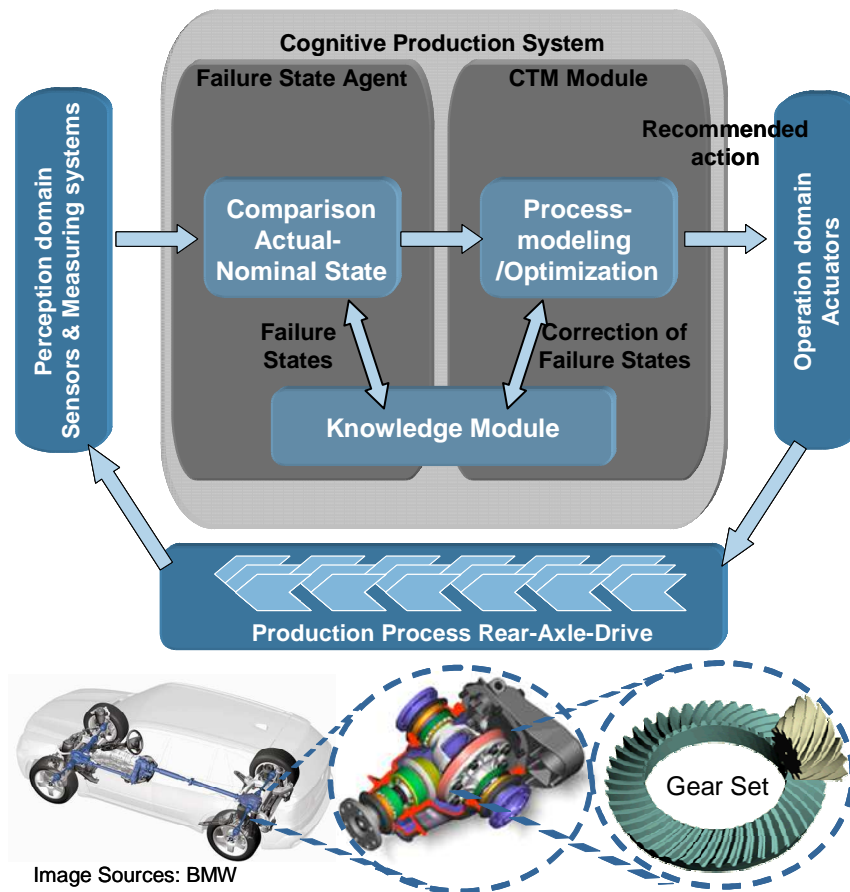 Cognitive Production System
Failure State Agent
CTM Module
Perception domain
Sensors & Measuring systems
Recommended
action
Operation domain
Actuators
Comparison
Actual-
Nominal State
Process-
modeling
/Optimization
Failure
States
Correction of
Failure States
Knowledge Module
Production Process Rear-Axle-Drive
Gear Set
Image Sources: BMW